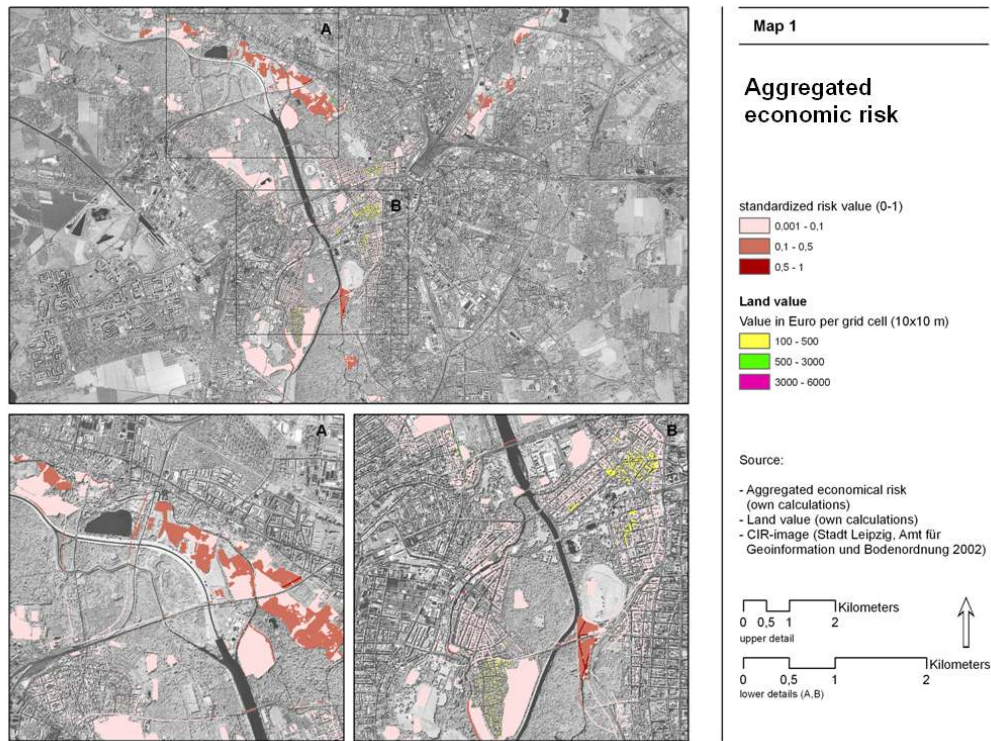 A
B
A
B
Map 1
Aggregated
economic risk
standardized risk value (0-1)
0,001 - 0,1
0,1 - 0,5
0,5 - 1
Land value
Value in Euro per grid cell (10x10 m)
100 - 500
500 - 3000
3000 - 6000
Source:
- Aggregated economical risk
(own calculations)
- Land value (own calculations)
- CIR-image (Stadt Leipzig, Amt für
Geoinformation und Bodenordnung 2002)
Kilometers
0 0,5 1 2
upper detail
Kilometers
0 0,5 1 2
lower details (A,B)